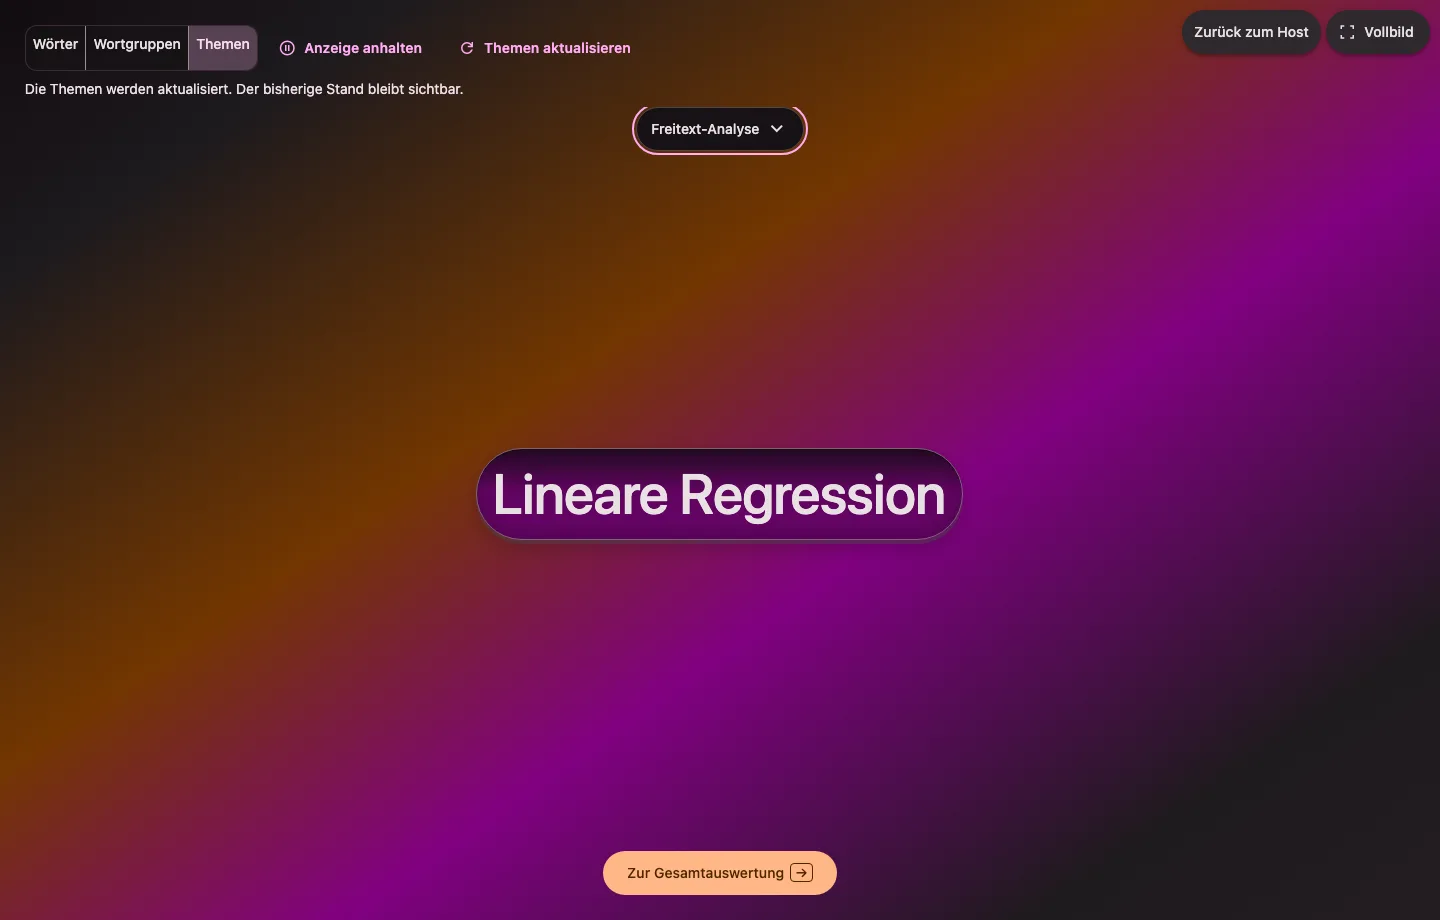 Wörter Wortgruppen Themen Anzeige anhalten Themen aktualisieren Zurück zum Host Vollbild
Die Themen werden aktualisiert. Der bisherige Stand bleibt sichtbar.
Freitext-Analyse
Lineare Regression
Zur Gesamtauswertung